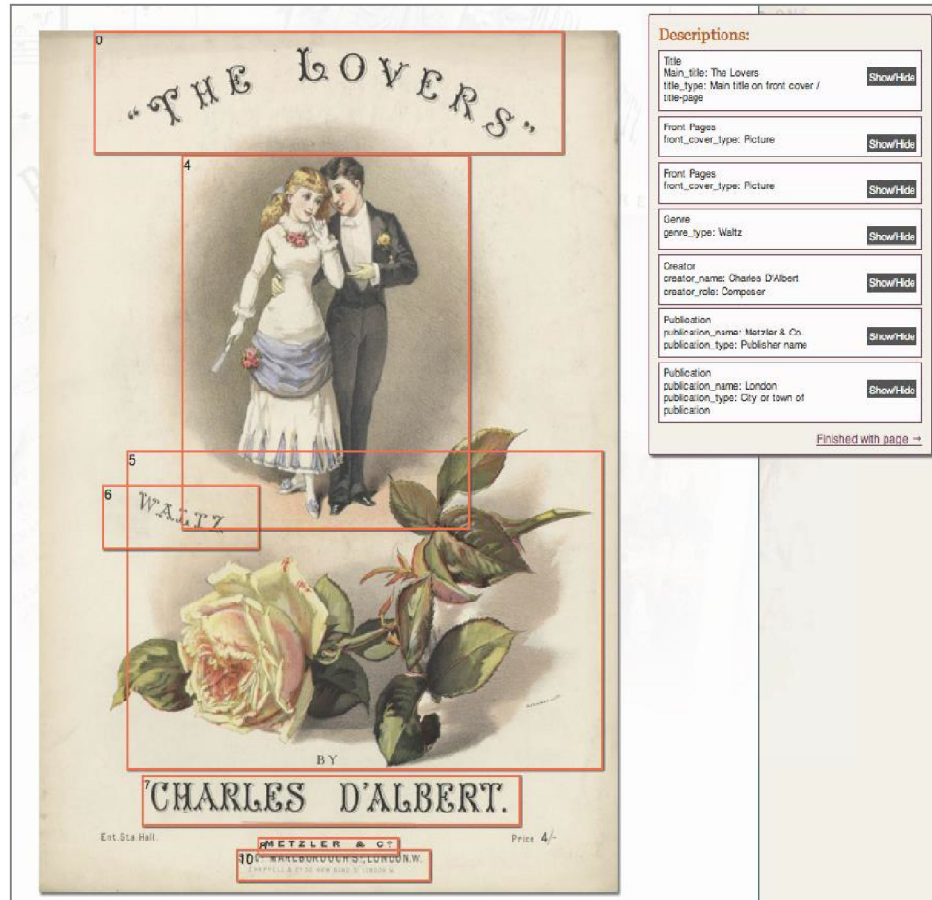 0
"THE LOVERS"
4
5
6
WALTZ
BY
7
CHARLES D'ALBERT.
Ent. Sta. Hall.
Price 4/-
METZLER & Co.
10
MARLBOROUGH St., LONDON, W.
Descriptions:
Title
Main_title: The Lovers
title_type: Main title on front cover /
title-page
Show/Hide
Front Pages
front_cover_type: Picture
Show/Hide
Front Pages
front_cover_type: Picture
Show/Hide
Genre
genre_type: Waltz
Show/Hide
Creator
creator_name: Charles D'Albert
creator_role: Composer
Show/Hide
Publication
publication_name: Metzler & Co.
publication_type: Publisher name
Show/Hide
Publication
publication_name: London
publication_type: City or town of
publication
Show/Hide
Finished with page →